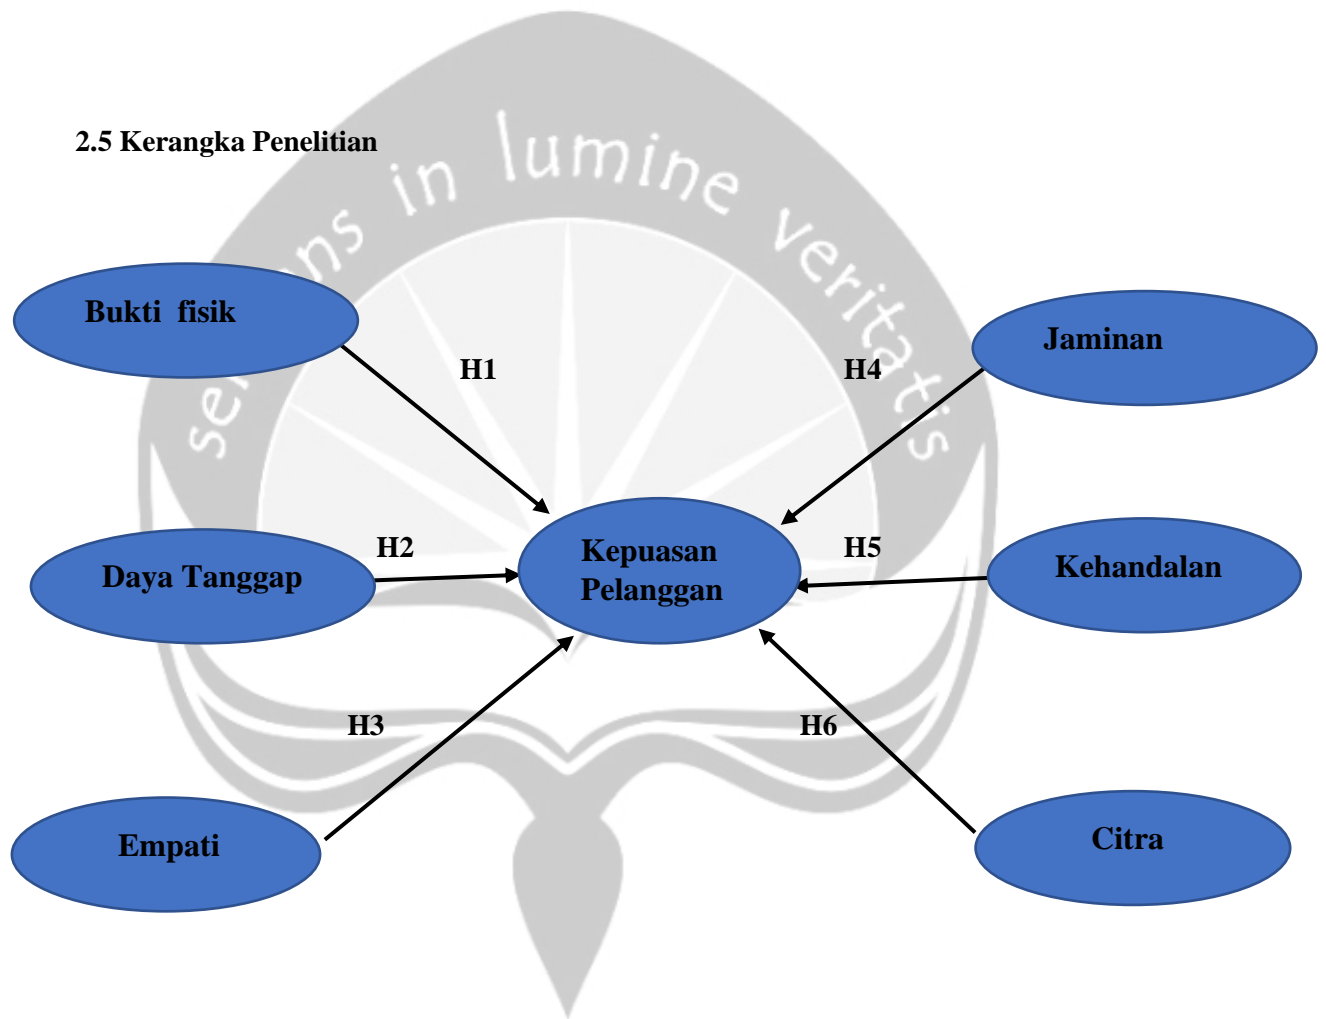 2.5 Kerangka Penelitian
serviens in lumine veritatis
Bukti fisik
H1
H4
Jaminan
Daya Tanggap
H2
Kepuasan
Pelanggan
H5
Kehandalan
H3
H6
Empati
Citra